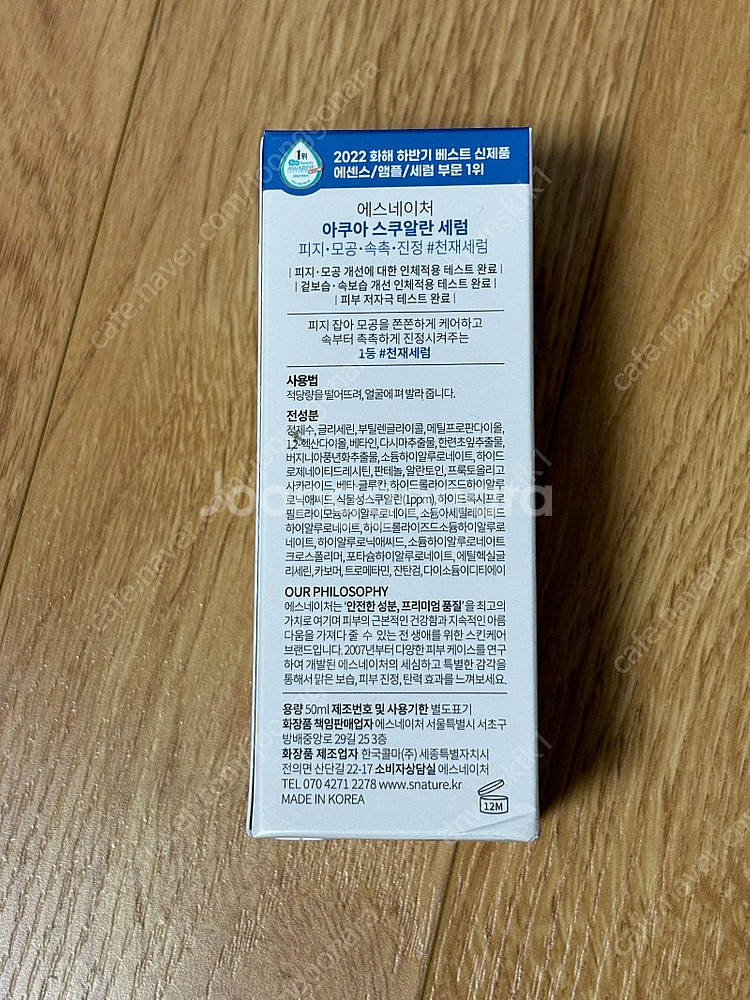 1위
AWARDS
2022 화해 하반기 베스트 신제품
에센스/앰플/세럼 부문 1위
에스네이처
아쿠아 스쿠알란 세럼
피지·모공·속촉·진정 #천재세럼
| 피지·모공 개선에 대한 인체적용 테스트 완료 |
| 겉보습·속보습 개선 인체적용 테스트 완료 |
| 피부 저자극 테스트 완료 |
피지 잡아 모공을 쫀쫀하게 케어하고
속부터 촉촉하게 진정시켜주는
1등 #천재세럼
사용법
적당량을 떨어뜨려, 얼굴에 펴 발라 줍니다.
전성분
정제수, 글리세린, 부틸렌글라이콜, 메틸프로판다이올,
1,2-헥산다이올, 베타인, 다시마추출물, 한련초잎추출물,
버지니아풍년화추출물, 소듐하이알루로네이트, 하이드
로제네이티드레시틴, 판테놀, 알란토인, 프룩토올리고
사카라이드, 베타-글루칸, 하이드롤라이즈드하이알루
로닉애씨드, 식물성스쿠알란(1ppm), 하이드록시프로
필트라이모늄하이알루로네이트, 소듐아세틸레이티드
하이알루로네이트, 하이드롤라이즈드소듐하이알루로
네이트, 하이알루로닉애씨드, 소듐하이알루로네이트
크로스폴리머, 포타슘하이알루로네이트, 에틸헥실글
리세린, 카보머, 트로메타민, 잔탄검, 다이소듐이디티에이
OUR PHILOSOPHY
에스네이처는 '안전한 성분, 프리미엄 품질'을 최고의
가치로 여기며 피부의 근본적인 건강함과 지속적인 아름
다움을 가져다 줄 수 있는 전 생애를 위한 스킨케어
브랜드입니다. 2007년부터 다양한 피부 케이스를 연구
하여 개발된 에스네이처의 세심하고 특별한 감각을
통해서 맑은 보습, 피부 진정, 탄력 효과를 느껴보세요.
용량 50ml 제조번호 및 사용기한 별도표기
화장품 책임판매업자 에스네이처 서울특별시 서초구
방배중앙로 29길 25 3층
화장품 제조업자 한국콜마(주) 세종특별자치시
전의면 산단길 22-17 소비자상담실 에스네이처
TEL 070 4271 2278 www.snature.kr
MADE IN KOREA
12M
Joonggonara
cafe.naver.com/joonggonara